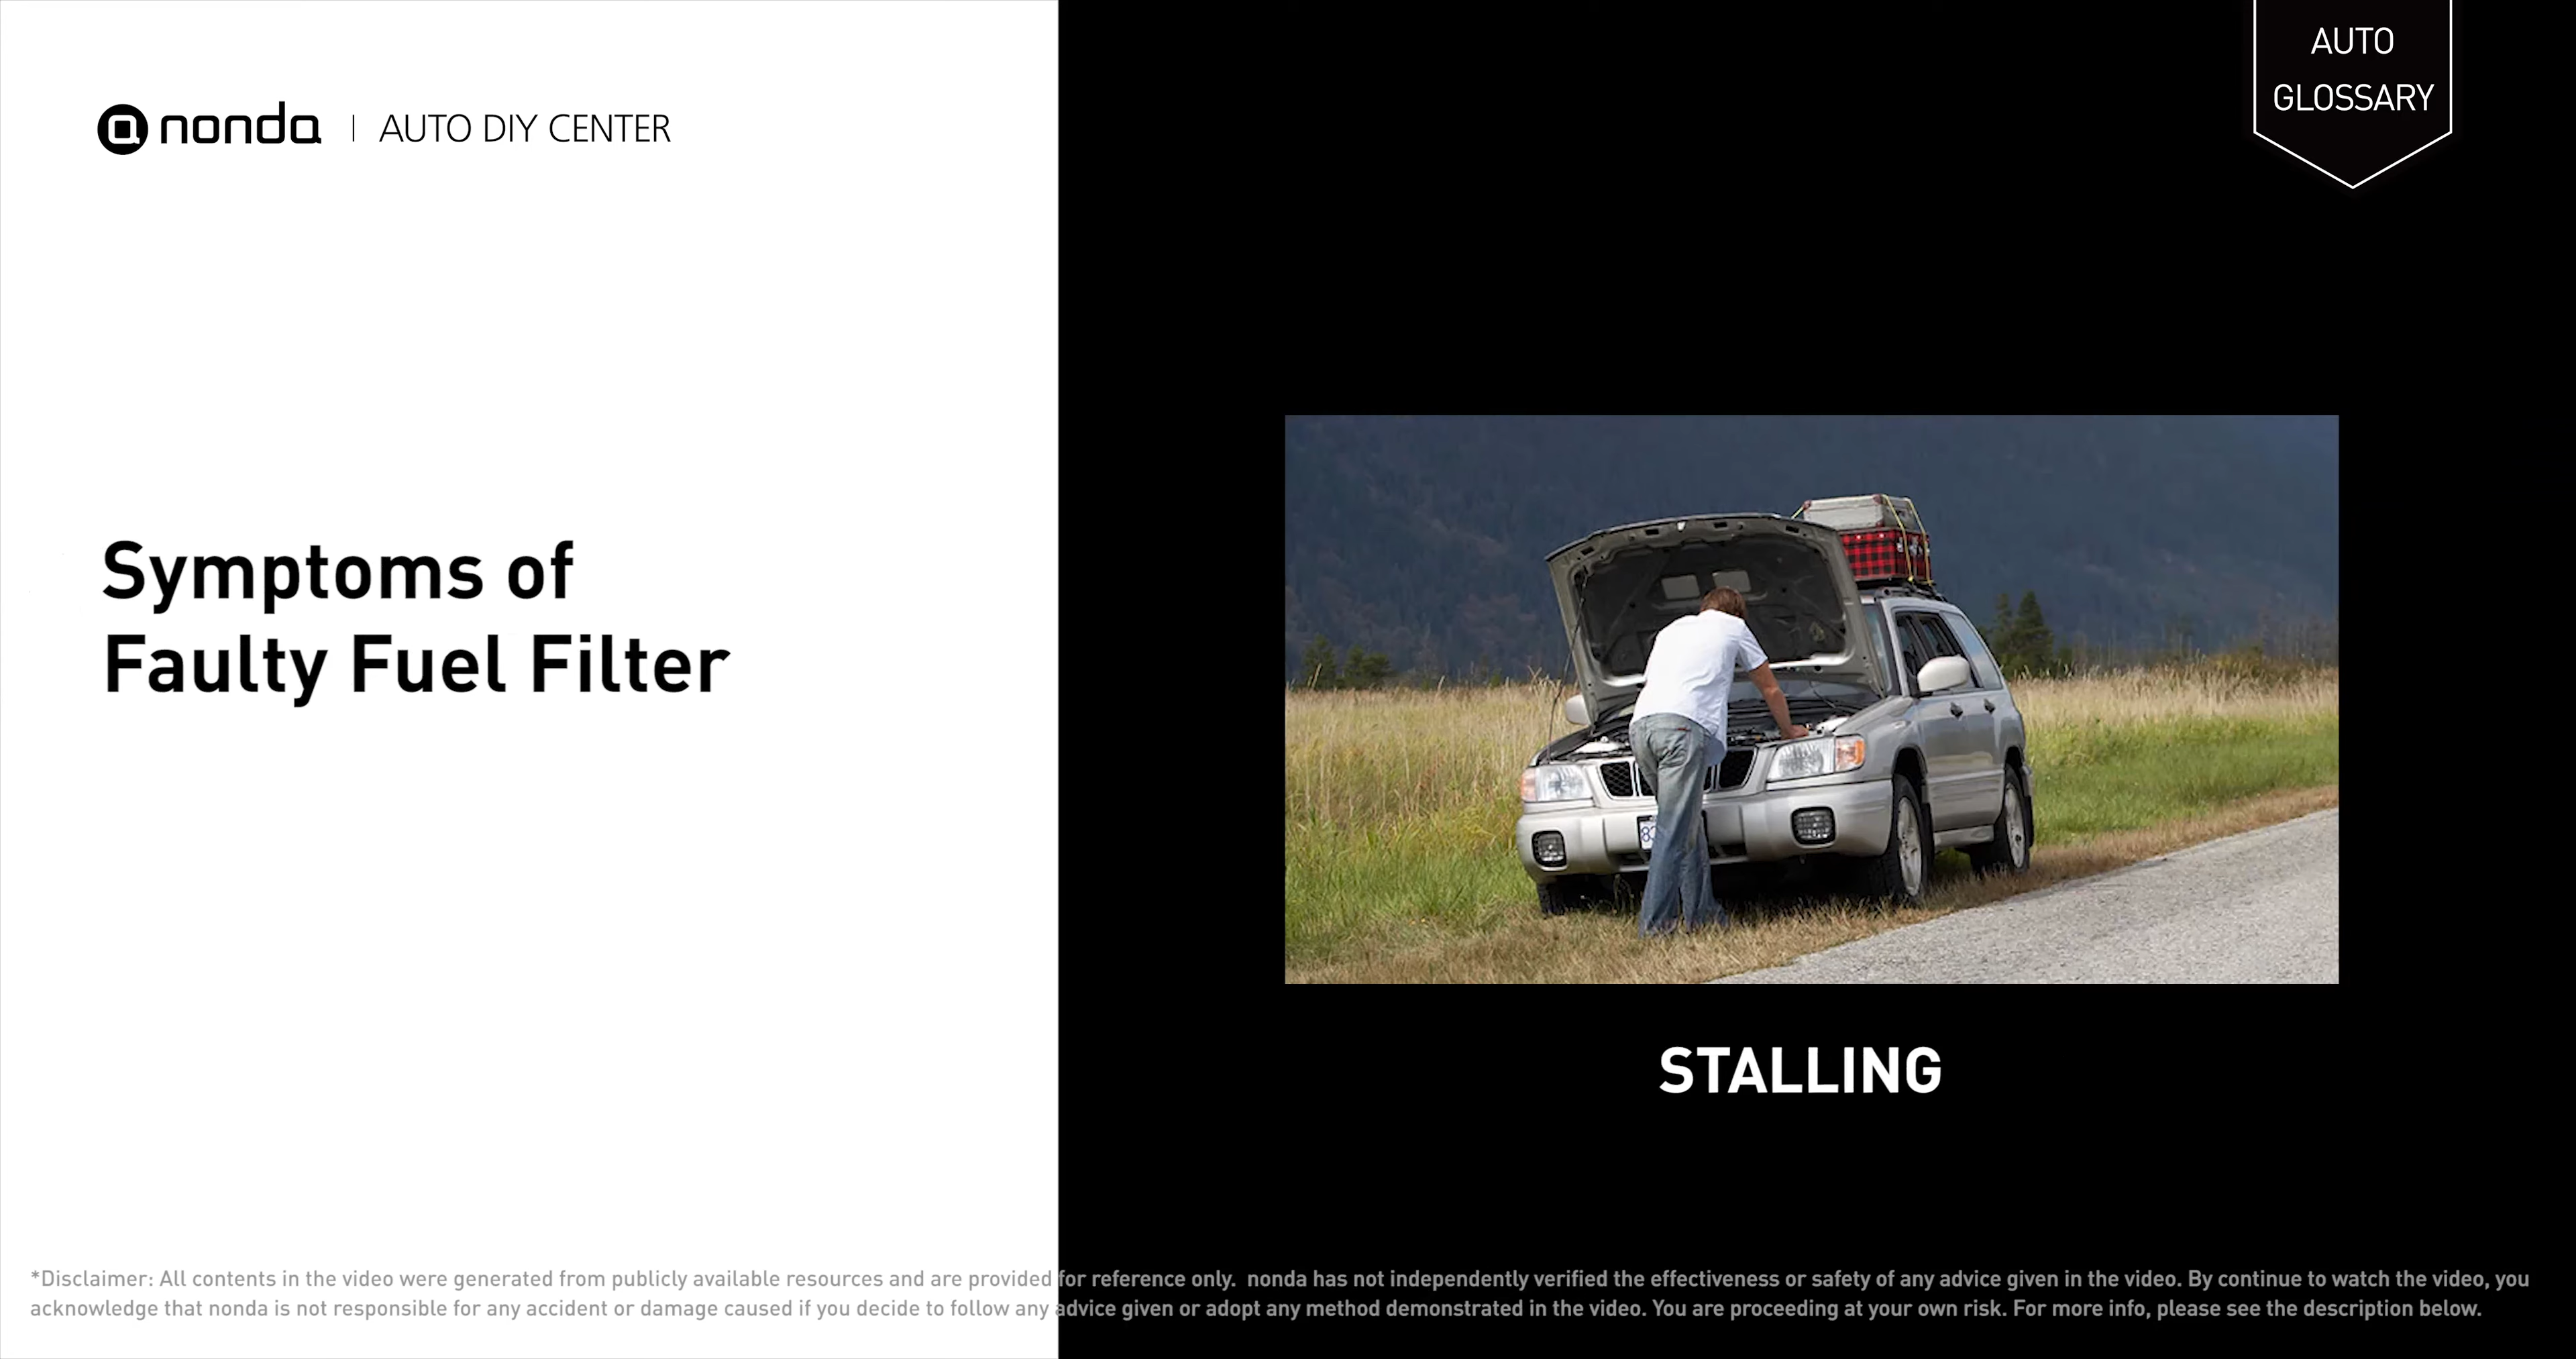 nonda | AUTO DIY CENTER
AUTO
GLOSSARY
Symptoms of
Faulty Fuel Filter
STALLING
*Disclaimer: All contents in the video were generated from publicly available resources and are provided for reference only.  nonda has not independently verified the effectiveness or safety of any advice given in the video. By continue to watch the video, you
acknowledge that nonda is not responsible for any accident or damage caused if you decide to follow any advice given or adopt any method demonstrated in the video. You are proceeding at your own risk. For more info, please see the description below.